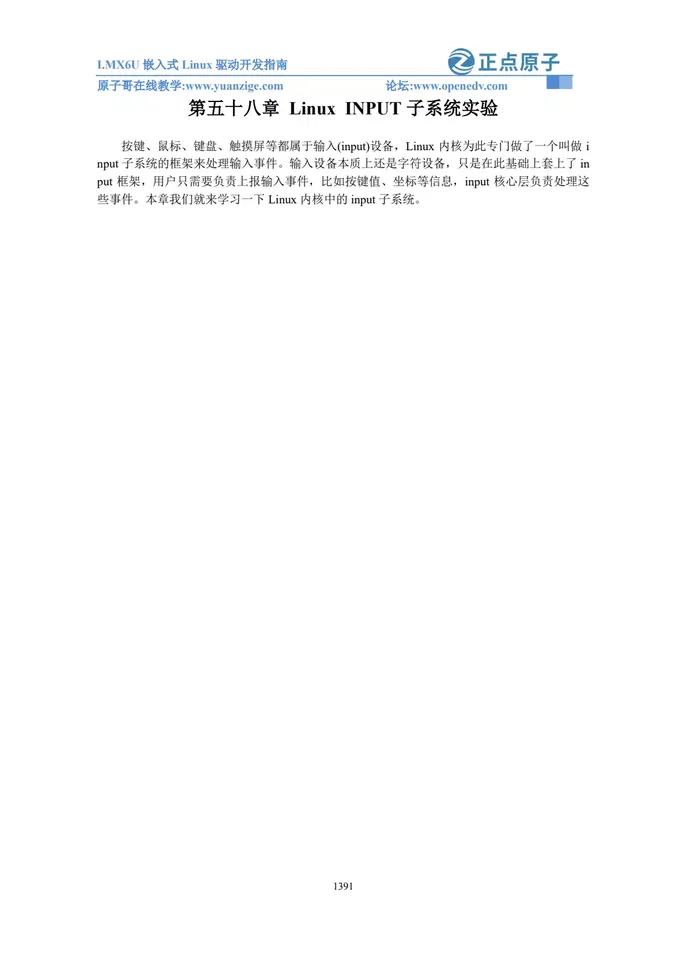 I.MX6U 嵌入式 Linux 驱动开发指南
正点原子
原子哥在线教学:www.yuanzige.com 论坛:www.openedv.com
第五十八章 Linux INPUT 子系统实验
按键、鼠标、键盘、触摸屏等都属于输入(input)设备，Linux 内核为此专门做了一个叫做 i
nput 子系统的框架来处理输入事件。输入设备本质上还是字符设备，只是在此基础上套上了 in
put 框架，用户只需要负责上报输入事件，比如按键值、坐标等信息，input 核心层负责处理这
些事件。本章我们就来学习一下 Linux 内核中的 input 子系统。
1391